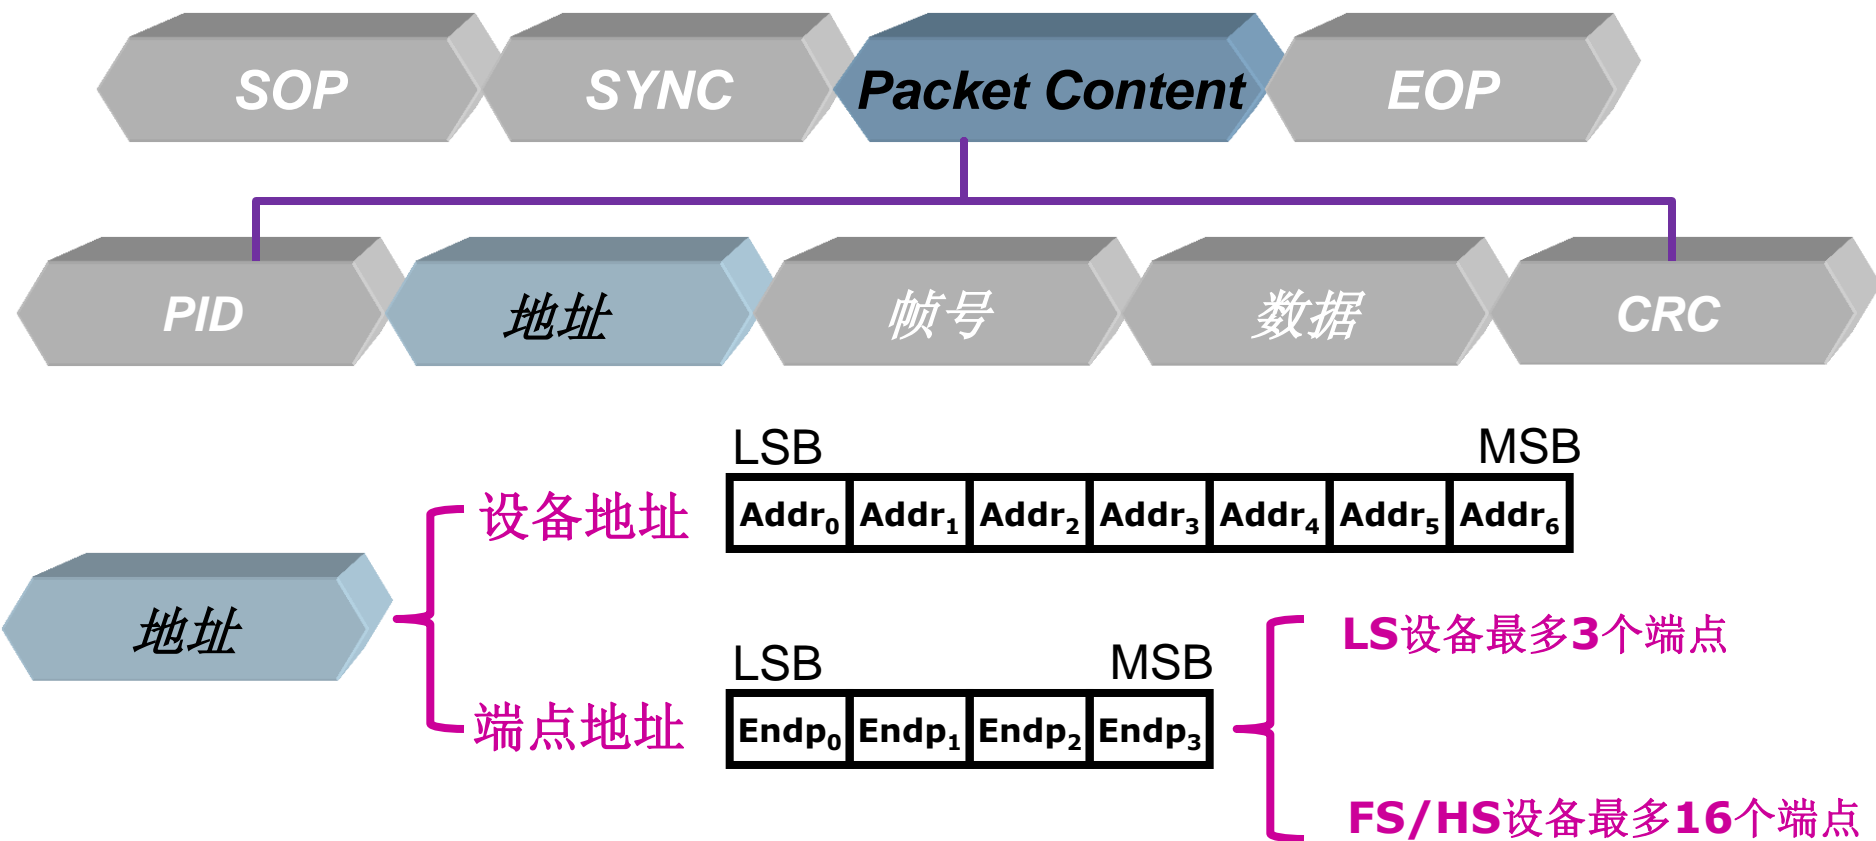 SOP SYNC Packet Content EOP
PID 地址 帧号 数据 CRC
LSB MSB
设备地址 Addr₀ Addr₁ Addr₂ Addr₃ Addr₄ Addr₅ Addr₆
地址
LS设备最多3个端点
LSB MSB
端点地址 Endp₀ Endp₁ Endp₂ Endp₃
FS/HS设备最多16个端点